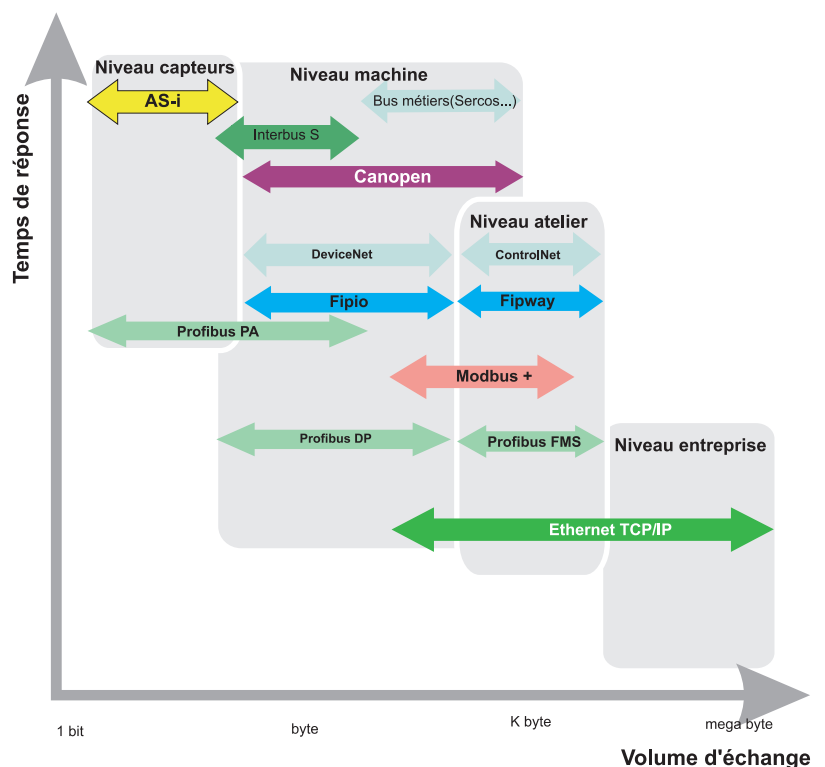 Temps de réponse
Niveau capteurs
Niveau machine
AS-i
Bus métiers(Sercos...)
Interbus S
Canopen
Niveau atelier
DeviceNet
ControlNet
Fipio
Fipway
Profibus PA
Modbus +
Profibus DP
Profibus FMS
Niveau entreprise
Ethernet TCP/IP
1 bit
byte
K byte
mega byte
Volume d'échange